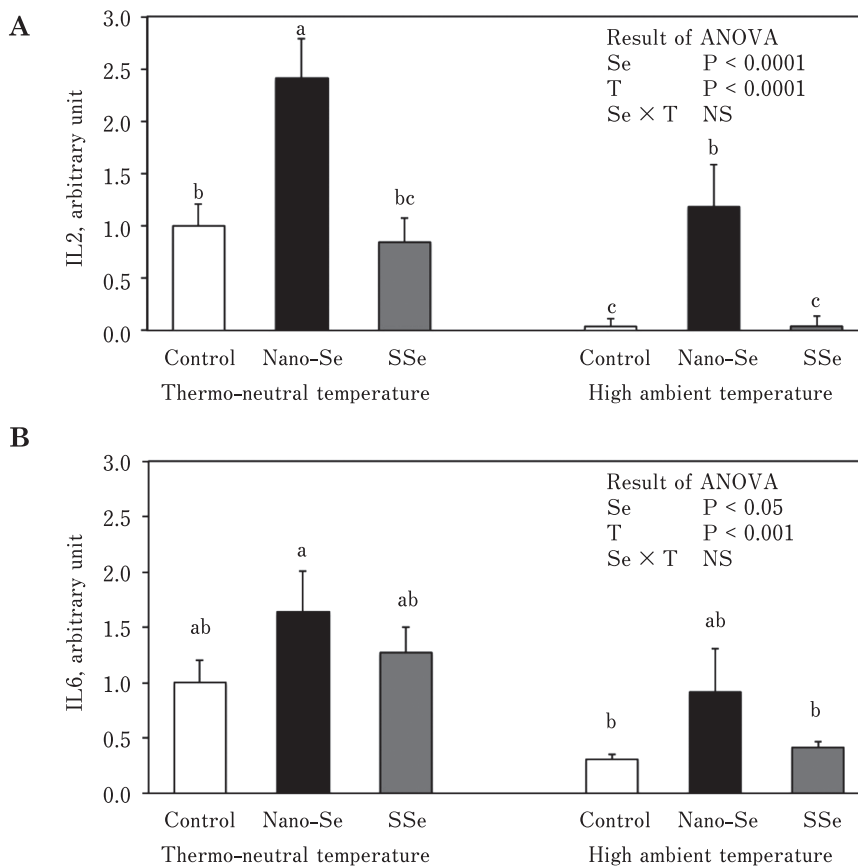 A
IL2, arbitrary unit
3.0
2.5
2.0
1.5
1.0
0.5
0.0
b
a
bc
c
b
c
Result of ANOVA
Se P < 0.0001
T P < 0.0001
Se × T NS
Control Nano-Se SSe Control Nano-Se SSe
Thermo-neutral temperature High ambient temperature
B
IL6, arbitrary unit
3.0
2.5
2.0
1.5
1.0
0.5
0.0
ab
a
ab
b
ab
b
Result of ANOVA
Se P < 0.05
T P < 0.001
Se × T NS
Control Nano-Se SSe Control Nano-Se SSe
Thermo-neutral temperature High ambient temperature